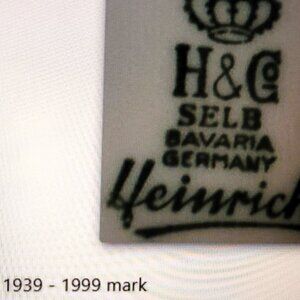 H&Co
SELB
BAVARIA
GERMANY
Heinrich
1939 - 1999 mark